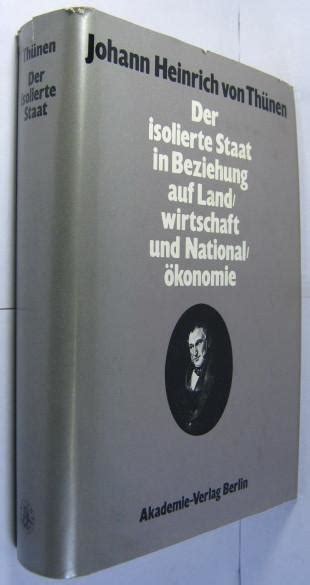 Thünen
Der
isolierte
Staat
Johann Heinrich von Thünen
Der
isolierte Staat
in Beziehung
auf Land/
wirtschaft
und National/
ökonomie
Akademie-Verlag Berlin